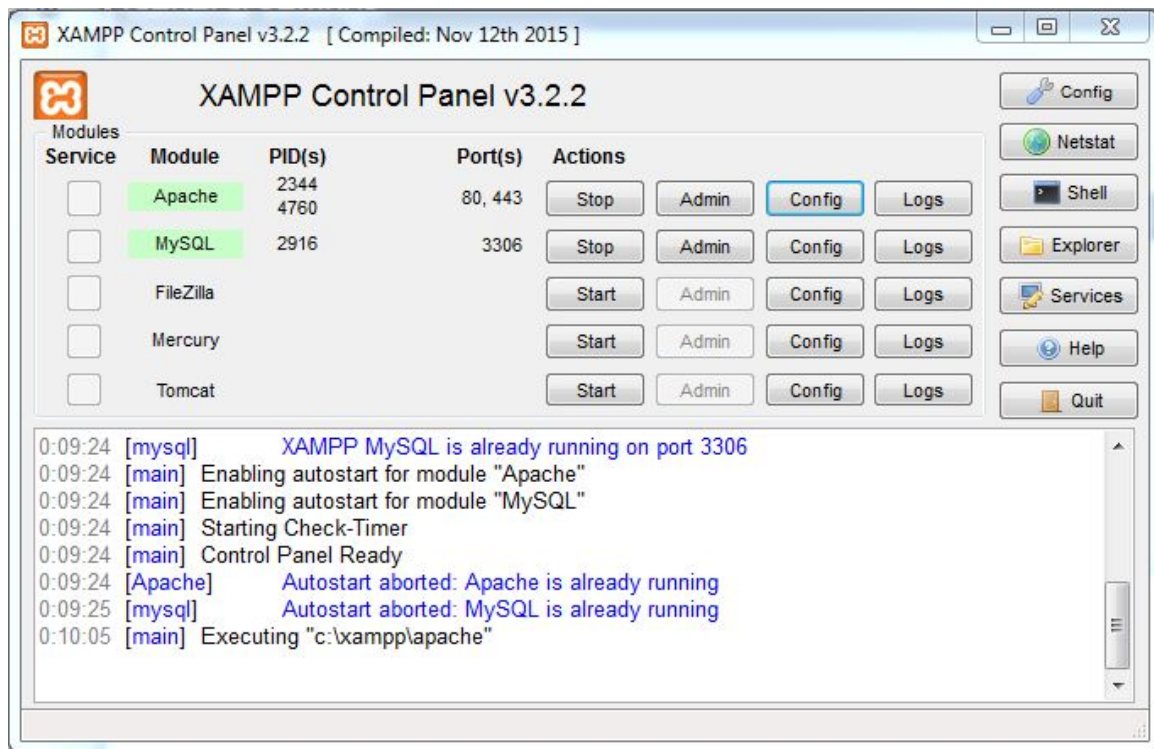 XAMPP Control Panel v3.2.2 [ Compiled: Nov 12th 2015 ]
XAMPP Control Panel v3.2.2
Config
Modules
Netstat
Service Module PID(s) Port(s) Actions
Apache 2344 4760 80, 443 Stop Admin Config Logs
Shell
MySQL 2916 3306 Stop Admin Config Logs
Explorer
FileZilla Start Admin Config Logs
Services
Mercury Start Admin Config Logs
Help
Tomcat Start Admin Config Logs
Quit
0:09:24 [mysql] XAMPP MySQL is already running on port 3306
0:09:24 [main] Enabling autostart for module "Apache"
0:09:24 [main] Enabling autostart for module "MySQL"
0:09:24 [main] Starting Check-Timer
0:09:24 [main] Control Panel Ready
0:09:24 [Apache] Autostart aborted: Apache is already running
0:09:25 [mysql] Autostart aborted: MySQL is already running
0:10:05 [main] Executing "c:\xampp\apache"